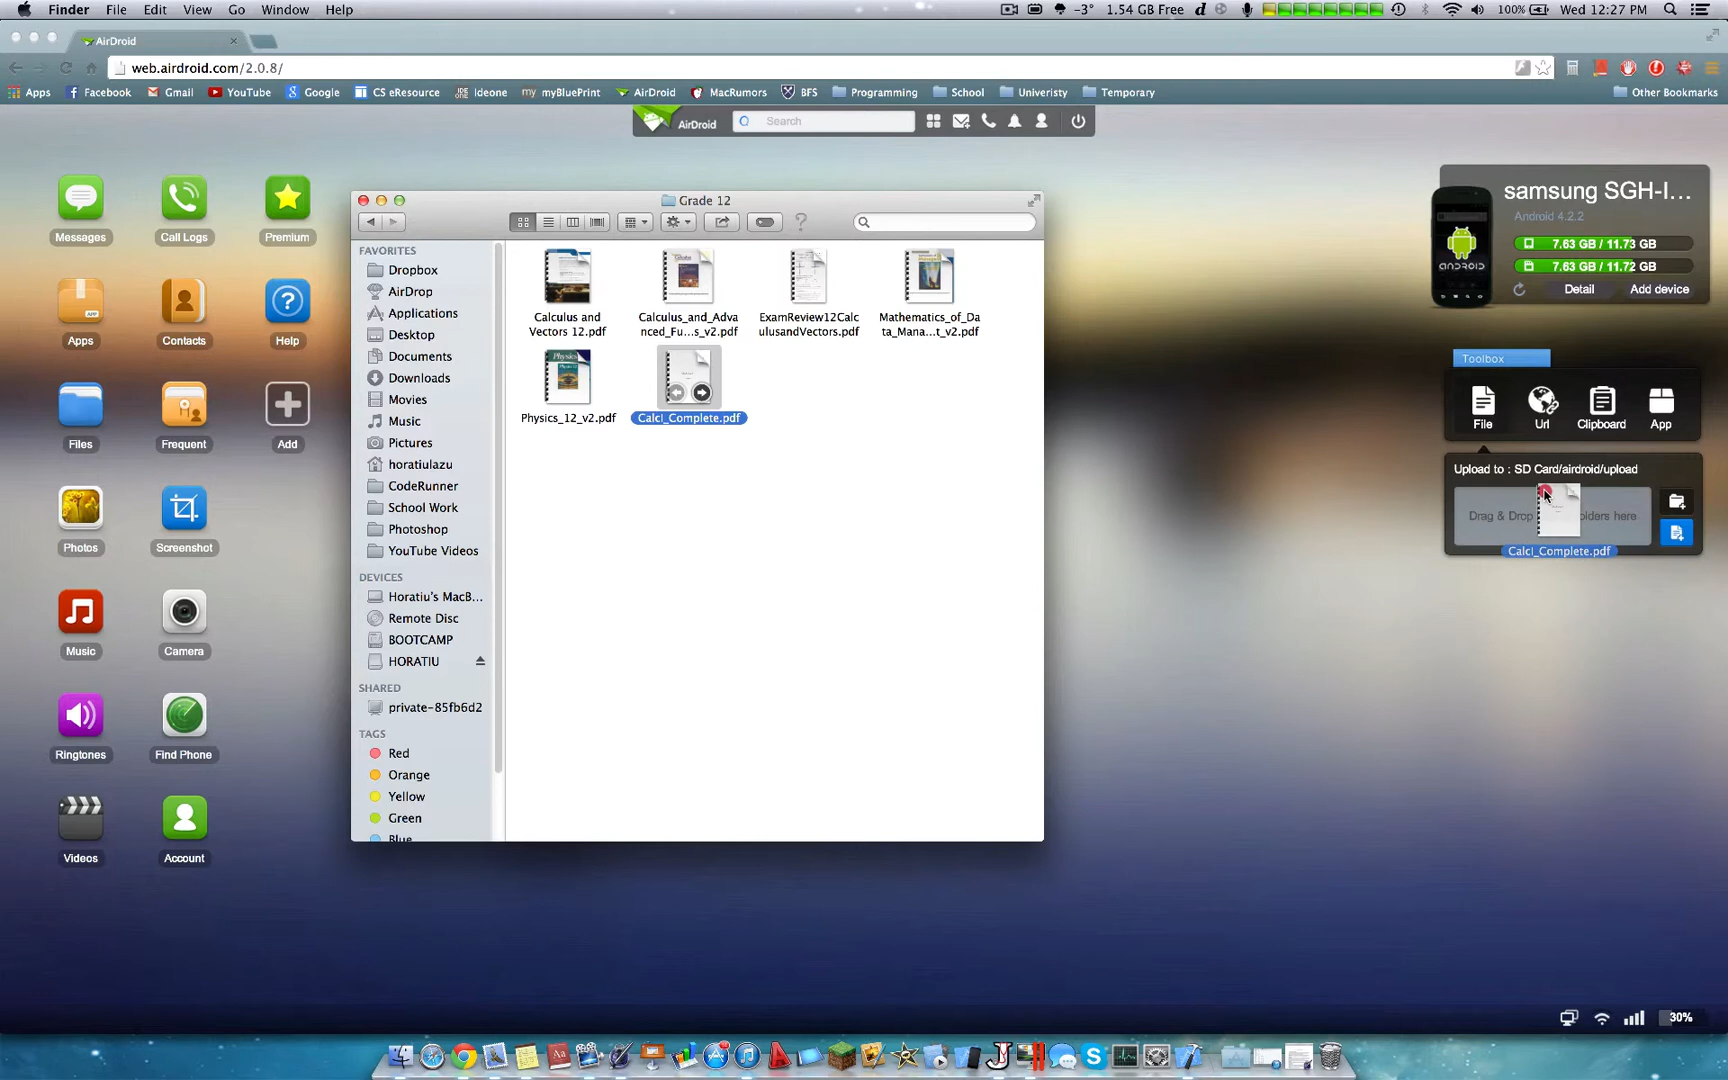 Finder File Edit View Go Window Help
-3° 1.54 GB Free 100% Wed 12:27 PM
AirDroid
web.airdroid.com/2.0.8/
Apps Facebook Gmail YouTube Google CS eResource Ideone myBluePrint AirDroid MacRumors BFS Programming School Univeristy Temporary Other Bookmarks
AirDroid Search
Messages Call Logs Premium
Apps Contacts Help
Files Frequent Add
Photos Screenshot
Music Camera
Ringtones Find Phone
Videos Account
Grade 12
FAVORITES
Dropbox
AirDrop
Applications
Desktop
Documents
Downloads
Movies
Music
Pictures
horatiulazu
CodeRunner
School Work
Photoshop
YouTube Videos
DEVICES
Horatiu's MacB...
Remote Disc
BOOTCAMP
HORATIU
SHARED
private-85fb6d2
TAGS
Red
Orange
Yellow
Green
Blue
Calculus and
Vectors 12.pdf
Calculus_and_Adva
nced_Fu...s_v2.pdf
ExamReview12Calc
ulusandVectors.pdf
Mathematics_of_Da
ta_Mana...t_v2.pdf
Physics_12_v2.pdf
CalcI_Complete.pdf
samsung SGH-I...
Android 4.2.2
7.63 GB / 11.73 GB
7.63 GB / 11.72 GB
Detail Add device
ANDROID
Toolbox
File Url Clipboard App
Upload to : SD Card/airdroid/upload
Drag & Drop olders here
CalcI_Complete.pdf
30%